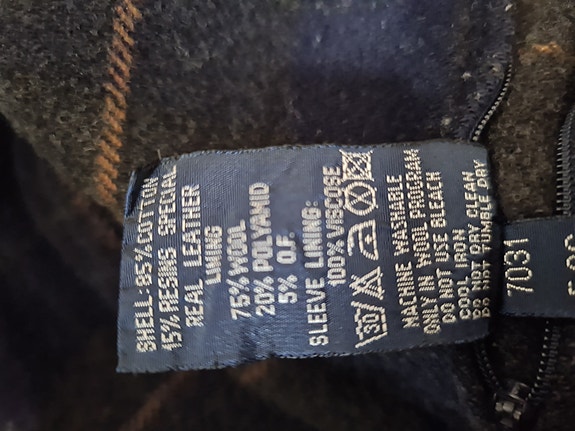 SHELL: 85% COTTON
15% RESINS SPECIAL
REAL LEATHER
LINING
75% WOOL
20% POLYAMID
5% O.F.
SLEEVE LINING:
100% VISCOSE
30
MACHINE WASHABLE
ONLY IN WOOL PROGRAM
DO NOT USE BLEACH
COOL IRON
DO NOT DRY CLEAN
DO NOT TUMBLE DRY
7031